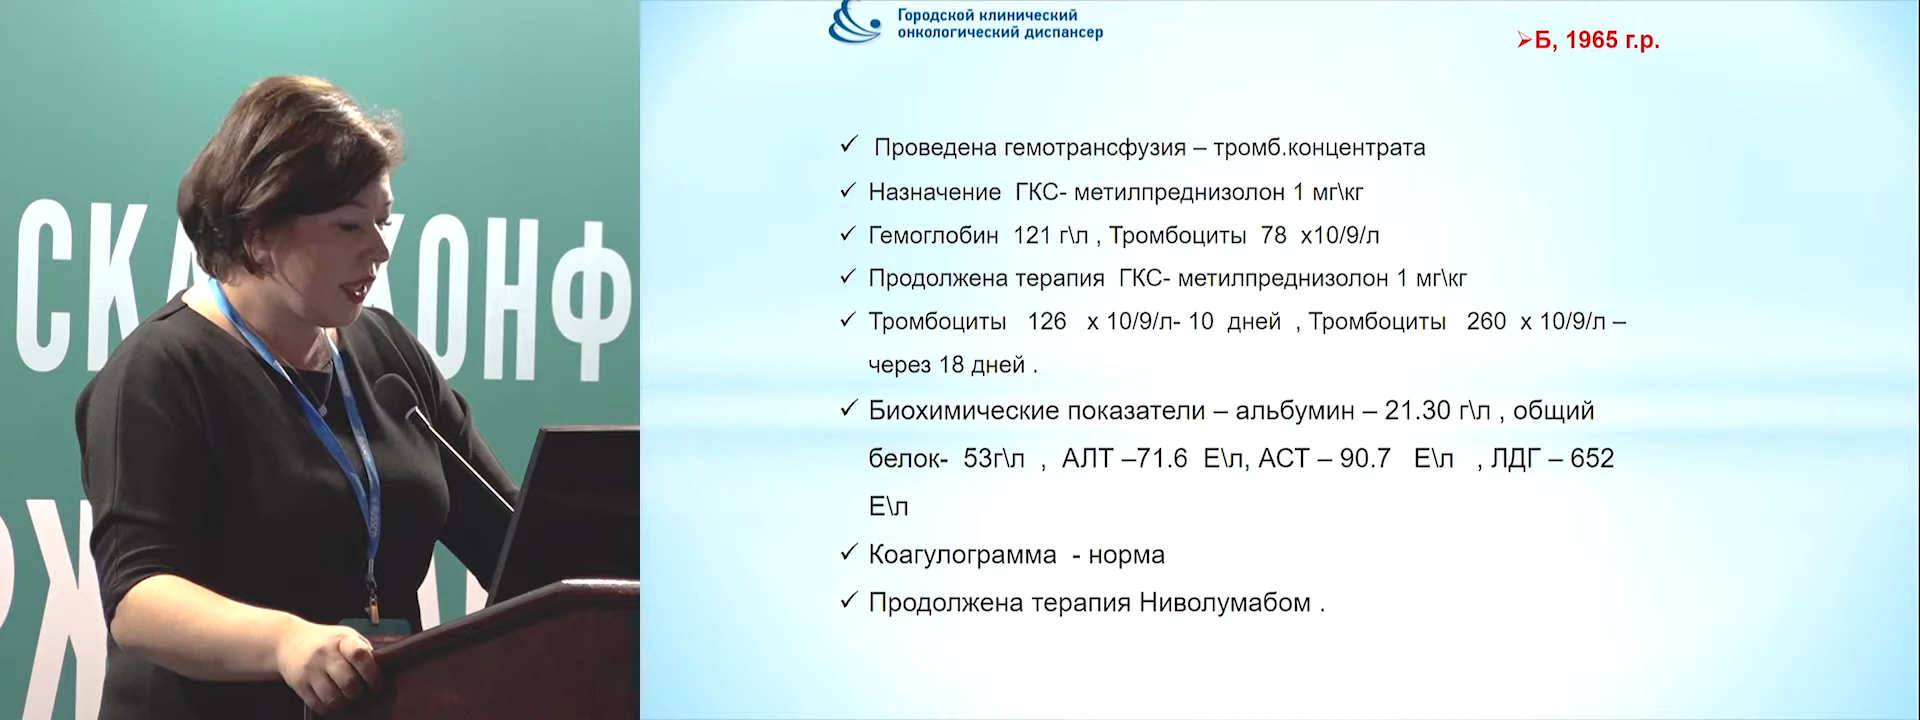 Городской клинический
онкологический диспансер
Б, 1965 г.р.
Проведена гемотрансфузия – тромб.концентрата
Назначение ГКС- метилпреднизолон 1 мг\кг
Гемоглобин 121 г\л , Тромбоциты 78 х10/9/л
Продолжена терапия ГКС- метилпреднизолон 1 мг\кг
Тромбоциты 126 х 10/9/л- 10 дней , Тромбоциты 260 х 10/9/л –
через 18 дней .
Биохимические показатели – альбумин – 21.30 г\л , общий
белок- 53г\л , АЛТ –71.6 Е\л, АСТ – 90.7 Е\л , ЛДГ – 652
Е\л
Коагулограмма - норма
Продолжена терапия Ниволумабом .
СКА КОНФ